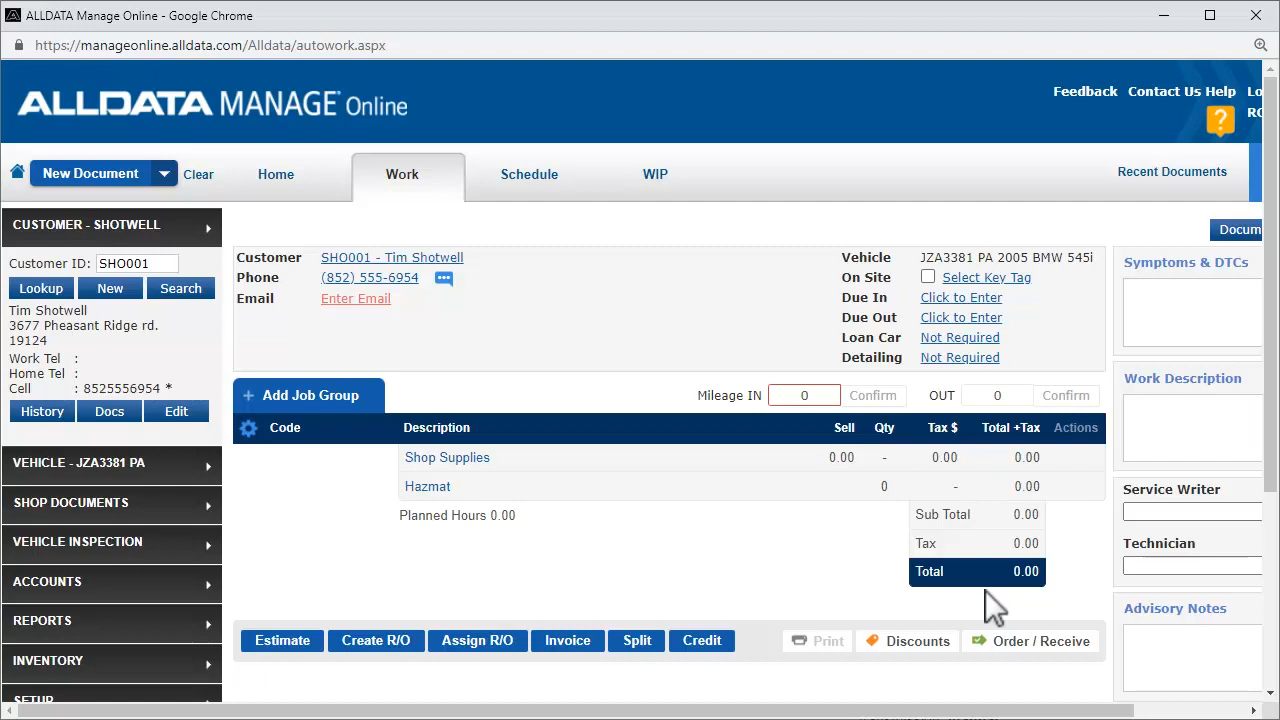 ALLDATA Manage Online - Google Chrome
https://manageonline.alldata.com/Alldata/autowork.aspx
Feedback Contact Us Help Lo
ALLDATA MANAGE Online
?
RO
New Document Clear Home Work Schedule WIP Recent Documents
CUSTOMER - SHOTWELL
Docum
Customer ID: SHO001
Lookup New Search
Tim Shotwell
3677 Pheasant Ridge rd.
19124
Work Tel :
Home Tel :
Cell : 8525556954 *
History Docs Edit
VEHICLE - JZA3381 PA
SHOP DOCUMENTS
VEHICLE INSPECTION
ACCOUNTS
REPORTS
INVENTORY
SETUP
Customer SHO001 - Tim Shotwell
Phone (852) 555-6954
Email Enter Email
Vehicle JZA3381 PA 2005 BMW 545i
On Site Select Key Tag
Due In Click to Enter
Due Out Click to Enter
Loan Car Not Required
Detailing Not Required
+ Add Job Group Mileage IN 0 Confirm OUT 0 Confirm
Code Description Sell Qty Tax $ Total +Tax Actions
Shop Supplies 0.00 - 0.00 0.00
Hazmat 0 - 0.00
Planned Hours 0.00
Sub Total 0.00
Tax 0.00
Total 0.00
Estimate Create R/O Assign R/O Invoice Split Credit Print Discounts Order / Receive
Symptoms & DTCs
Work Description
Service Writer
Technician
Advisory Notes